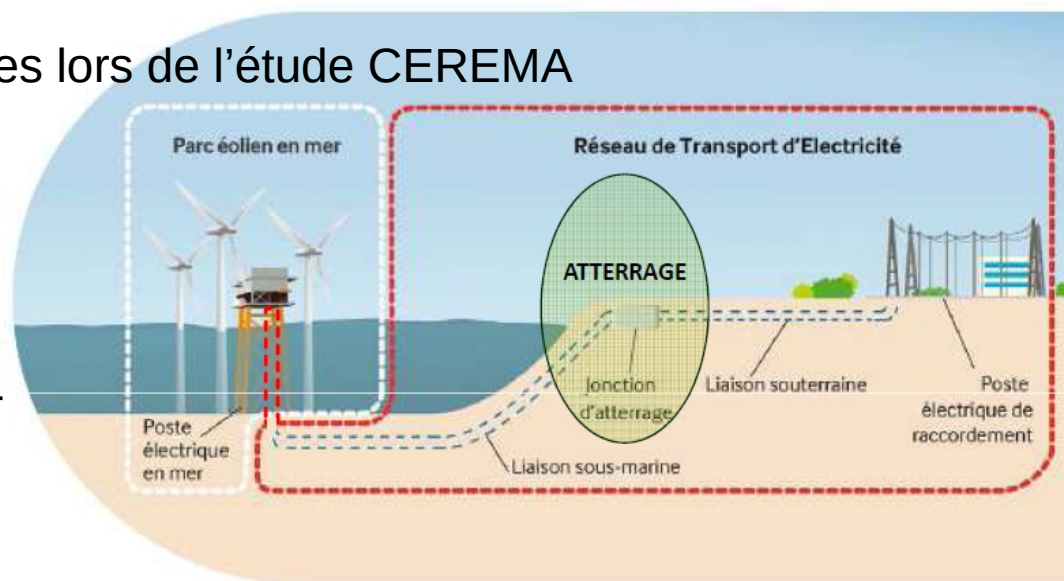 es lors de l’étude CEREMA
Parc éolien en mer
Réseau de Transport d'Electricité
ATTERRAGE
Jonction
d'atterrage
Liaison souterraine
Poste
électrique de
raccordement
Poste
électrique
en mer
Liaison sous-marine